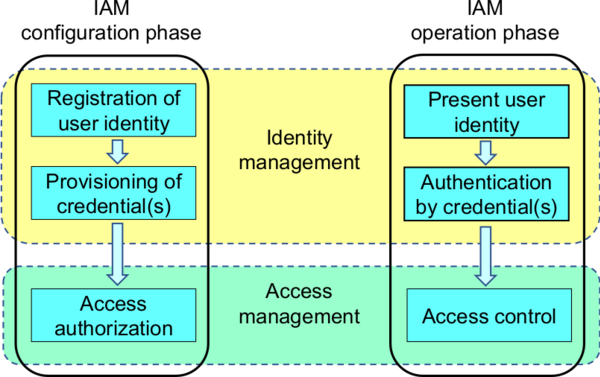 IAM
configuration phase
IAM
operation phase
Registration of
user identity
Present user
identity
Identity
management
Provisioning of
credential(s)
Authentication
by credential(s)
Access
authorization
Access
management
Access control